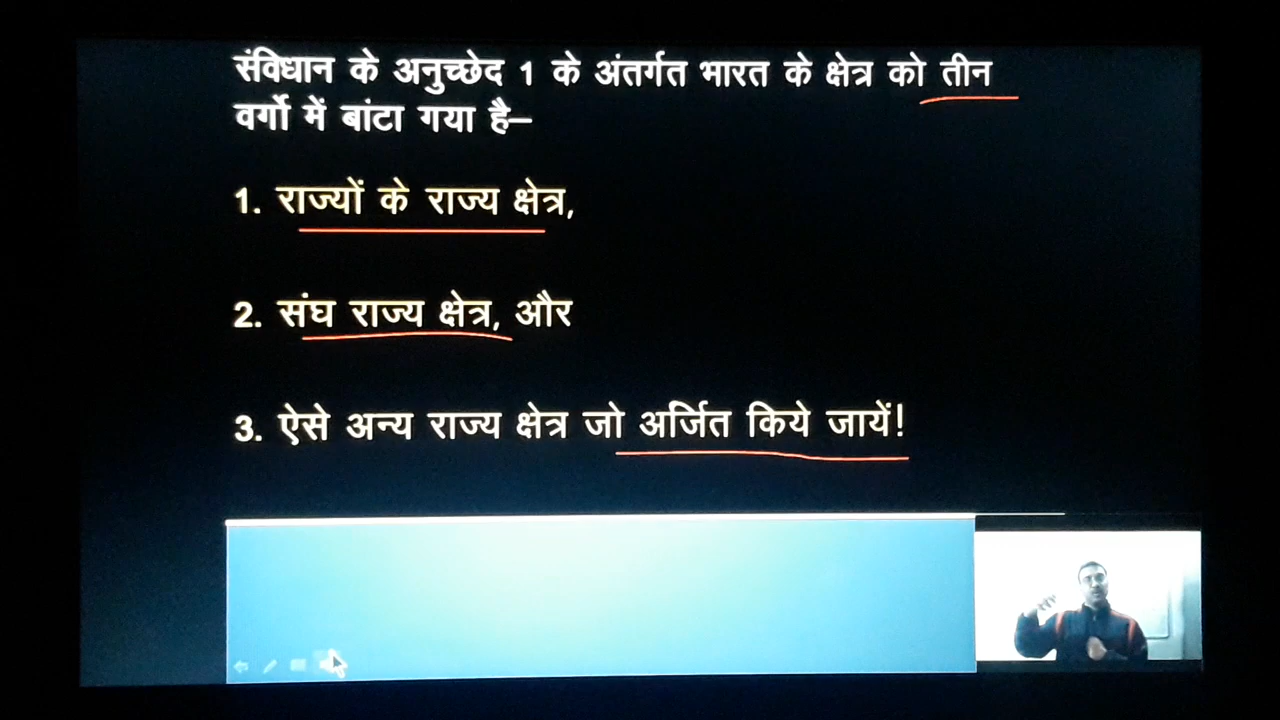 संविधान के अनुच्छेद 1 के अंतर्गत भारत के क्षेत्र को तीन
वर्गो में बांटा गया है–
1. राज्यों के राज्य क्षेत्र,
2. संघ राज्य क्षेत्र, और
3. ऐसे अन्य राज्य क्षेत्र जो अर्जित किये जायें!